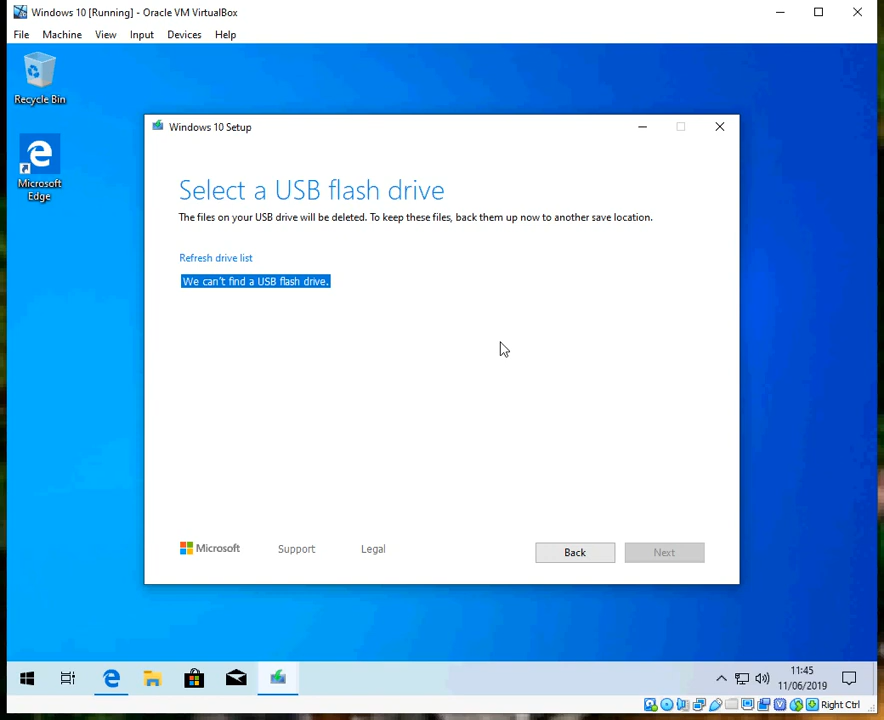 Windows 10 [Running] - Oracle VM VirtualBox
File Machine View Input Devices Help
Recycle Bin
Microsoft
Edge
Windows 10 Setup
Select a USB flash drive
The files on your USB drive will be deleted. To keep these files, back them up now to another save location.
Refresh drive list
We can't find a USB flash drive.
Microsoft Support Legal Back Next
11:45
11/06/2019
Right Ctrl